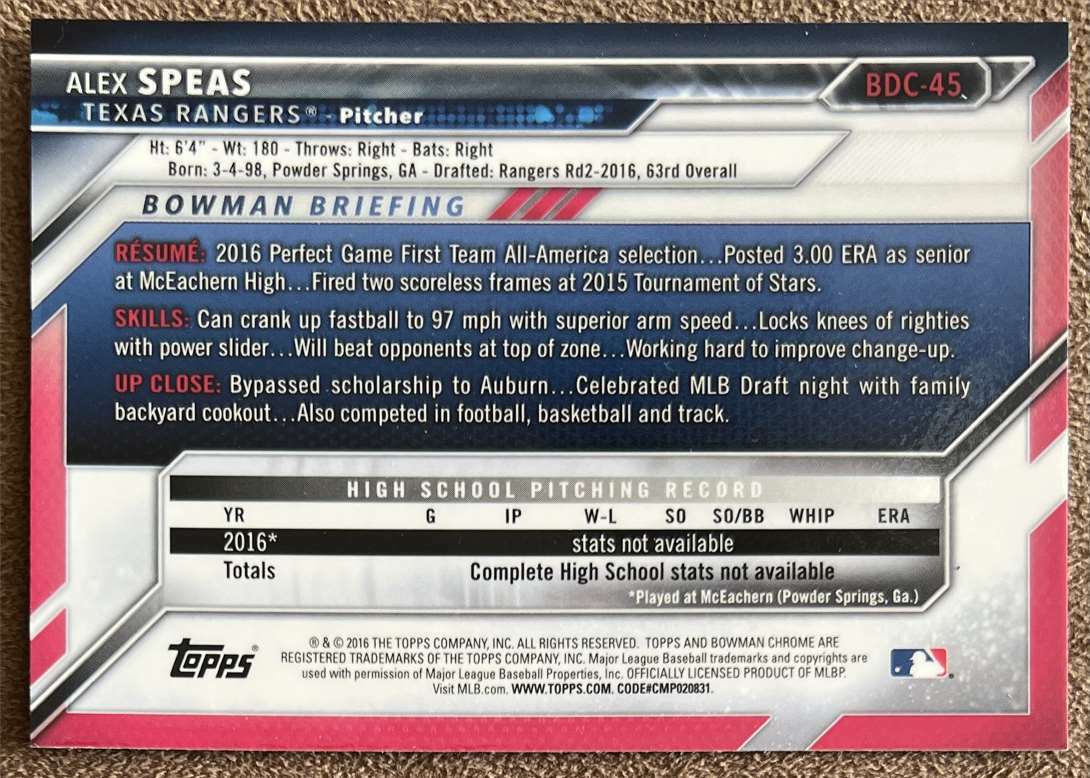 ALEX SPEAS
BDC-45
TEXAS RANGERS® - Pitcher
Ht: 6'4" - Wt: 180 - Throws: Right - Bats: Right
Born: 3-4-98, Powder Springs, GA - Drafted: Rangers Rd2-2016, 63rd Overall
BOWMAN BRIEFING
RÉSUMÉ: 2016 Perfect Game First Team All-America selection...Posted 3.00 ERA as senior
at McEachern High...Fired two scoreless frames at 2015 Tournament of Stars.
SKILLS: Can crank up fastball to 97 mph with superior arm speed...Locks knees of righties
with power slider...Will beat opponents at top of zone...Working hard to improve change-up.
UP CLOSE: Bypassed scholarship to Auburn...Celebrated MLB Draft night with family
backyard cookout...Also competed in football, basketball and track.
HIGH SCHOOL PITCHING RECORD
YR G IP W-L SO SO/BB WHIP ERA
2016* stats not available
Totals Complete High School stats not available
*Played at McEachern (Powder Springs, Ga.)
Topps
® & © 2016 THE TOPPS COMPANY, INC. ALL RIGHTS RESERVED. TOPPS AND BOWMAN CHROME ARE
REGISTERED TRADEMARKS OF THE TOPPS COMPANY, INC. Major League Baseball trademarks and copyrights are
used with permission of Major League Baseball Properties, Inc. OFFICIALLY LICENSED PRODUCT OF MLBP.
Visit MLB.com. WWW.TOPPS.COM. CODE#CMP020831.